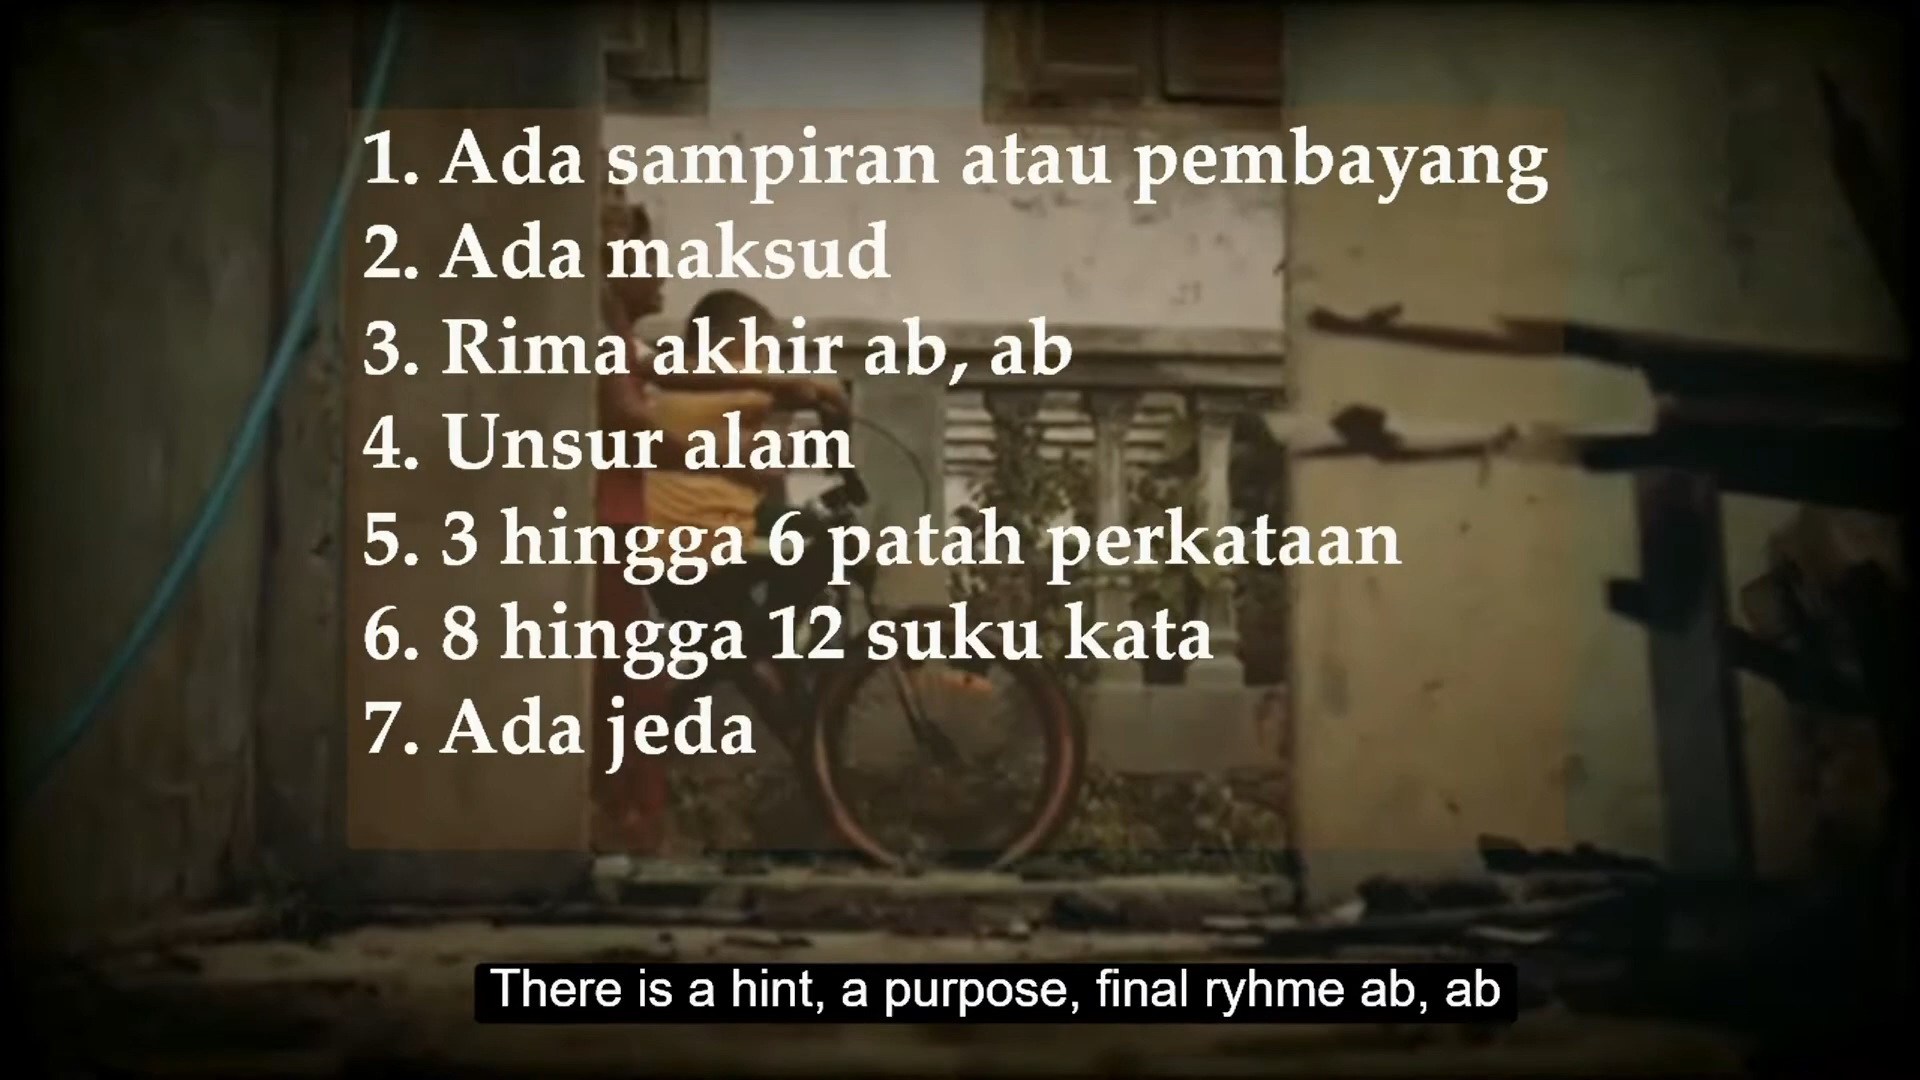 1. Ada sampiran atau pembayang
2. Ada maksud
3. Rima akhir ab, ab
4. Unsur alam
5. 3 hingga 6 patah perkataan
6. 8 hingga 12 suku kata
7. Ada jeda
There is a hint, a purpose, final ryhme ab, ab